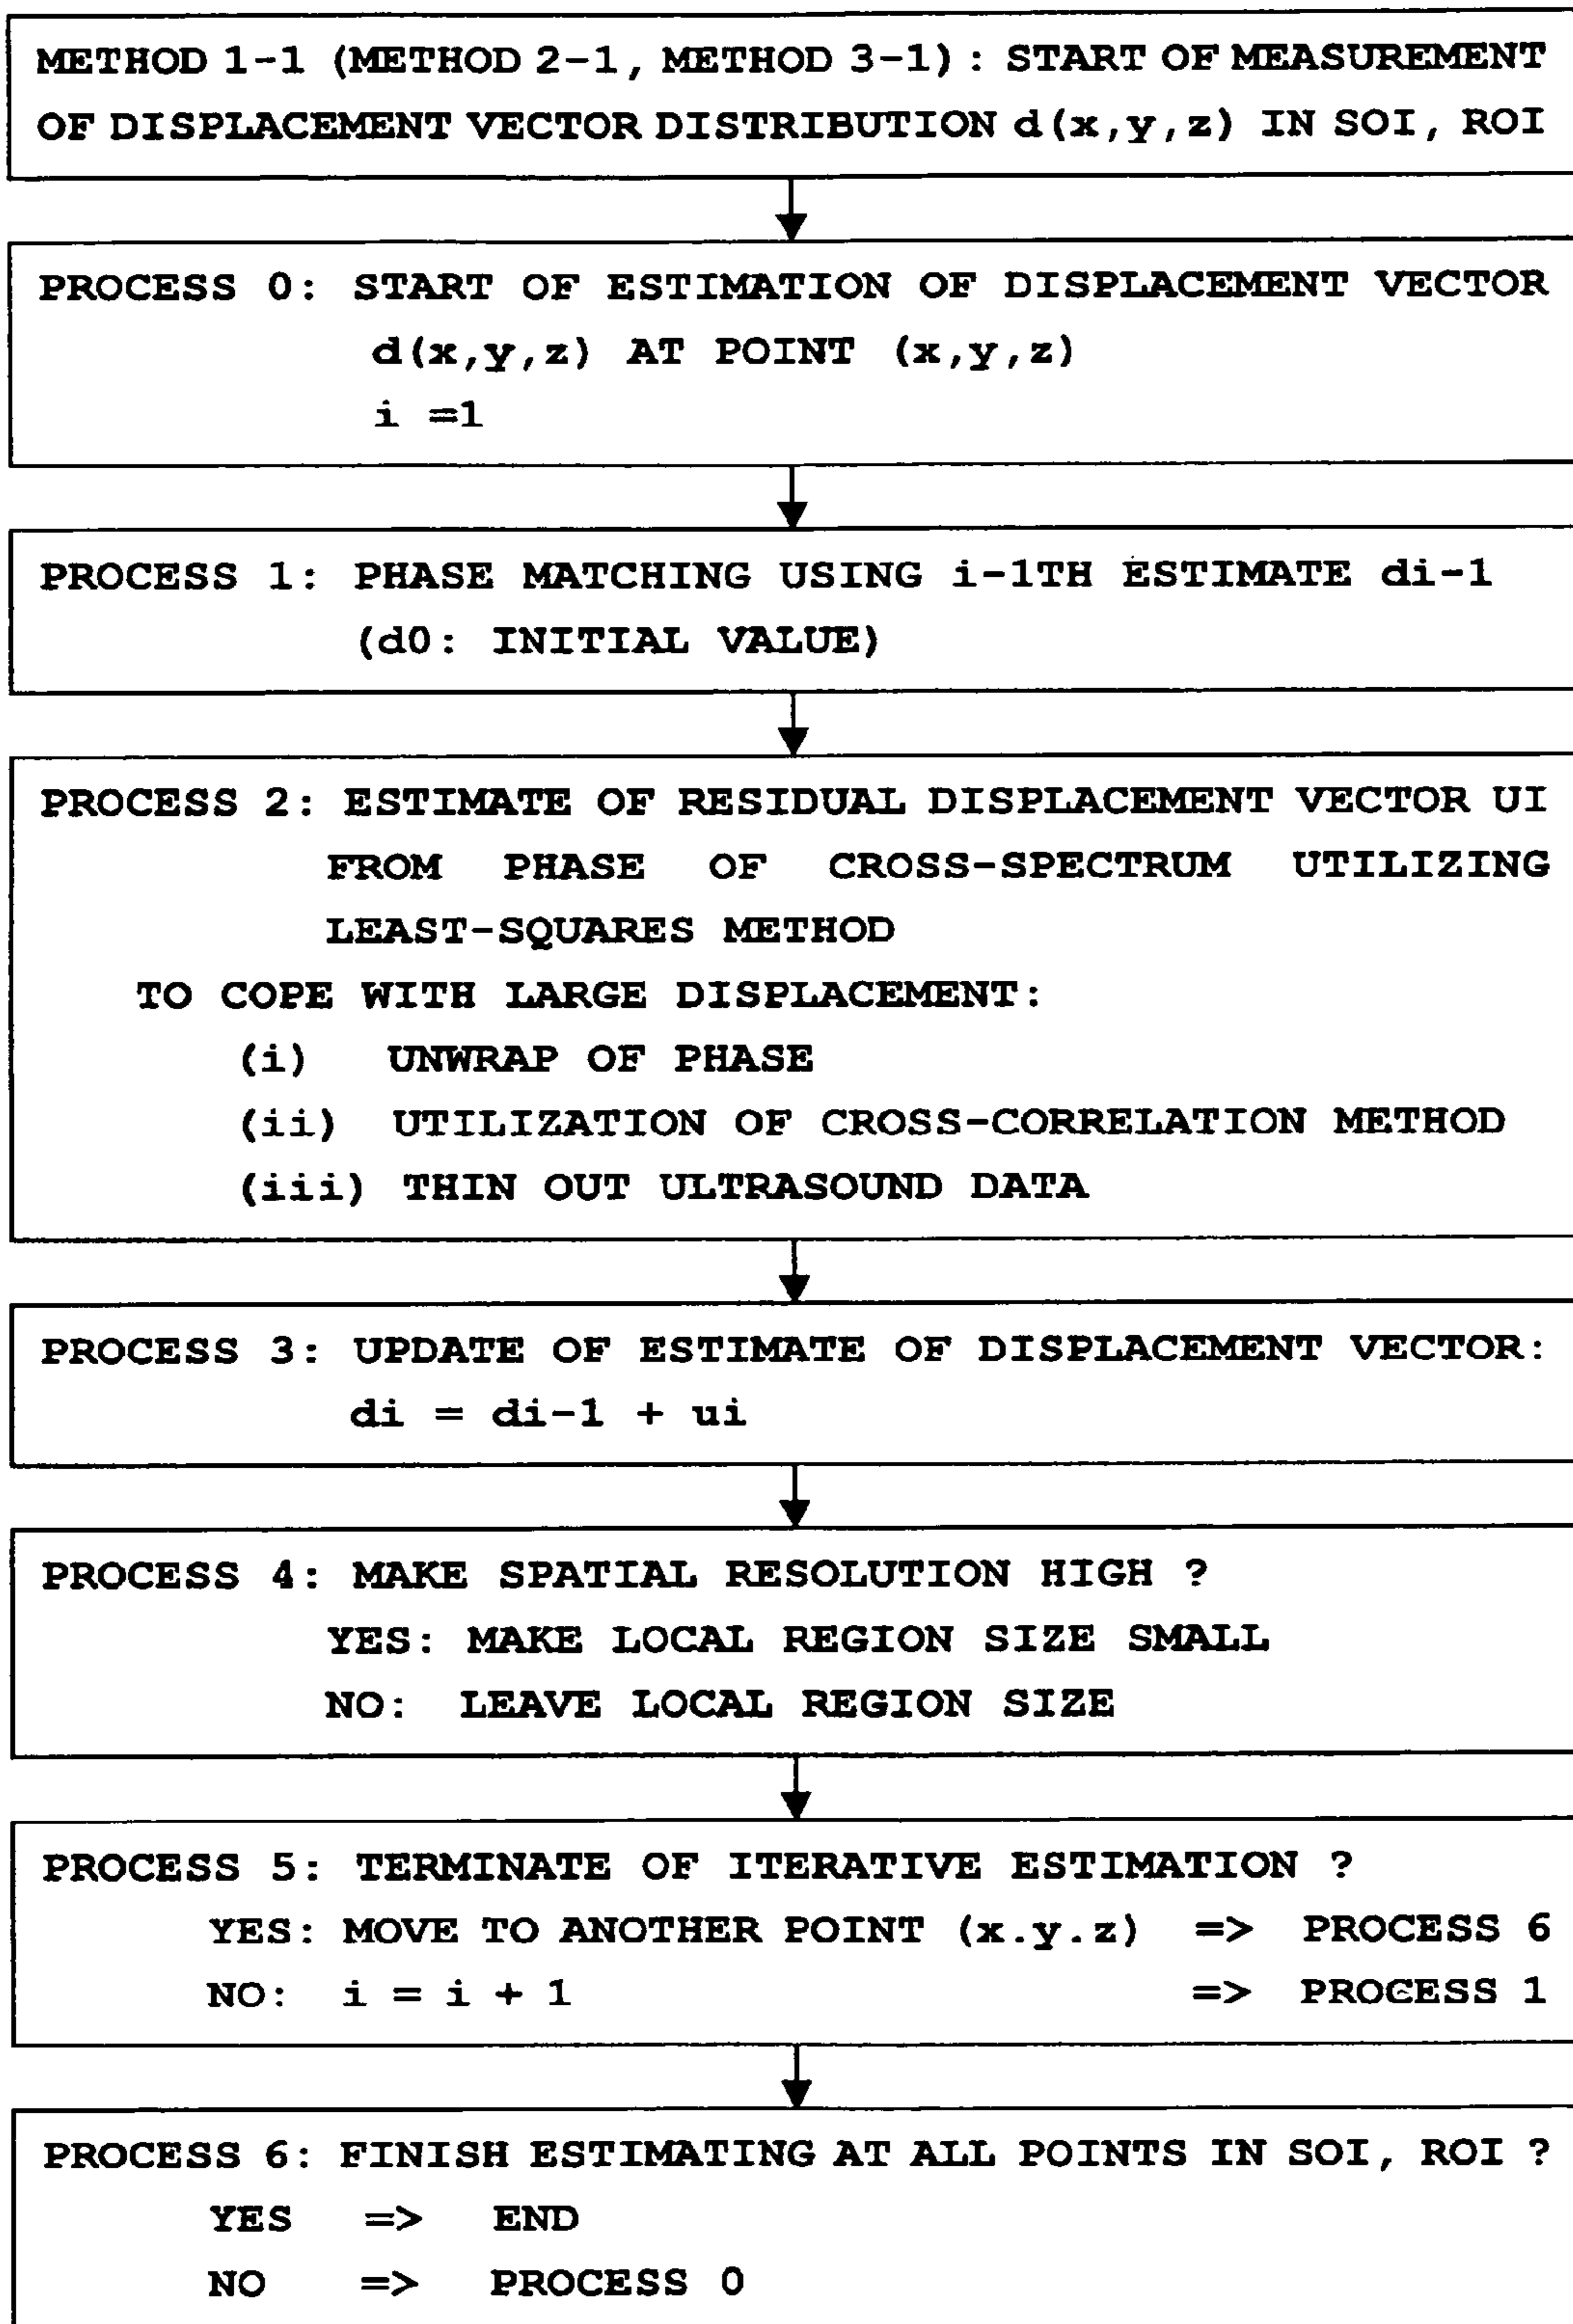 METHOD 1-1 (METHOD 2-1, METHOD 3-1) : START OF MEASUREMENT
OF DISPLACEMENT VECTOR DISTRIBUTION d(x,y,z) IN SOI, ROI
PROCESS 0: START OF ESTIMATION OF DISPLACEMENT VECTOR
d(x,y,z) AT POINT (x,y,z)
i =1
PROCESS 1: PHASE MATCHING USING i-1TH ESTIMATE di-1
(d0: INITIAL VALUE)
PROCESS 2: ESTIMATE OF RESIDUAL DISPLACEMENT VECTOR UI
FROM PHASE OF CROSS-SPECTRUM UTILIZING
LEAST-SQUARES METHOD
TO COPE WITH LARGE DISPLACEMENT:
(i) UNWRAP OF PHASE
(ii) UTILIZATION OF CROSS-CORRELATION METHOD
(iii) THIN OUT ULTRASOUND DATA
PROCESS 3: UPDATE OF ESTIMATE OF DISPLACEMENT VECTOR:
di = di-1 + ui
PROCESS 4: MAKE SPATIAL RESOLUTION HIGH ?
YES: MAKE LOCAL REGION SIZE SMALL
NO: LEAVE LOCAL REGION SIZE
PROCESS 5: TERMINATE OF ITERATIVE ESTIMATION ?
YES: MOVE TO ANOTHER POINT (x.y.z) => PROCESS 6
NO: i = i + 1 => PROCESS 1
PROCESS 6: FINISH ESTIMATING AT ALL POINTS IN SOI, ROI ?
YES => END
NO => PROCESS 0